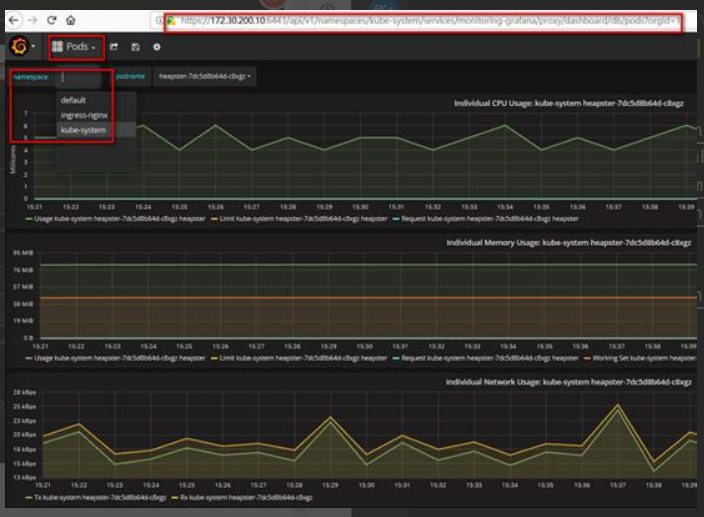 https://172.30.200.10:6443/api/v1/namespaces/kube-system/services/monitoring-grafana/proxy/dashboard/db/pods?orgId=1
Pods
namespace podname heapster-7dc5d8b64d-c8xgz
default
ingress-nginx
kube-system
Individual CPU Usage: kube-system heapster-7dc5d8b64d-c8xgz
7
6
5
4
3
2
1
0
Millicores
15:21 15:22 15:23 15:24 15:25 15:26 15:27 15:28 15:29 15:30 15:31 15:32 15:33 15:34 15:35 15:36 15:37 15:38 15:39
Usage kube-system heapster-7dc5d8b64d-c8xgz heapster Limit kube-system heapster-7dc5d8b64d-c8xgz heapster Request kube-system heapster-7dc5d8b64d-c8xgz heapster
Individual Memory Usage: kube-system heapster-7dc5d8b64d-c8xgz
95 MiB
76 MiB
57 MiB
38 MiB
19 MiB
0 B
15:21 15:22 15:23 15:24 15:25 15:26 15:27 15:28 15:29 15:30 15:31 15:32 15:33 15:34 15:35 15:36 15:37 15:38 15:39
Usage kube-system heapster-7dc5d8b64d-c8xgz heapster Limit kube-system heapster-7dc5d8b64d-c8xgz heapster Request kube-system heapster-7dc5d8b64d-c8xgz heapster Working Set kube-system heapster
Individual Network Usage: kube-system heapster-7dc5d8b64d-c8xgz
28 kBps
25 kBps
23 kBps
20 kBps
18 kBps
15 kBps
13 kBps
15:21 15:22 15:23 15:24 15:25 15:26 15:27 15:28 15:29 15:30 15:31 15:32 15:33 15:34 15:35 15:36 15:37 15:38 15:39
Tx kube-system heapster-7dc5d8b64d-c8xgz Rx kube-system heapster-7dc5d8b64d-c8xgz